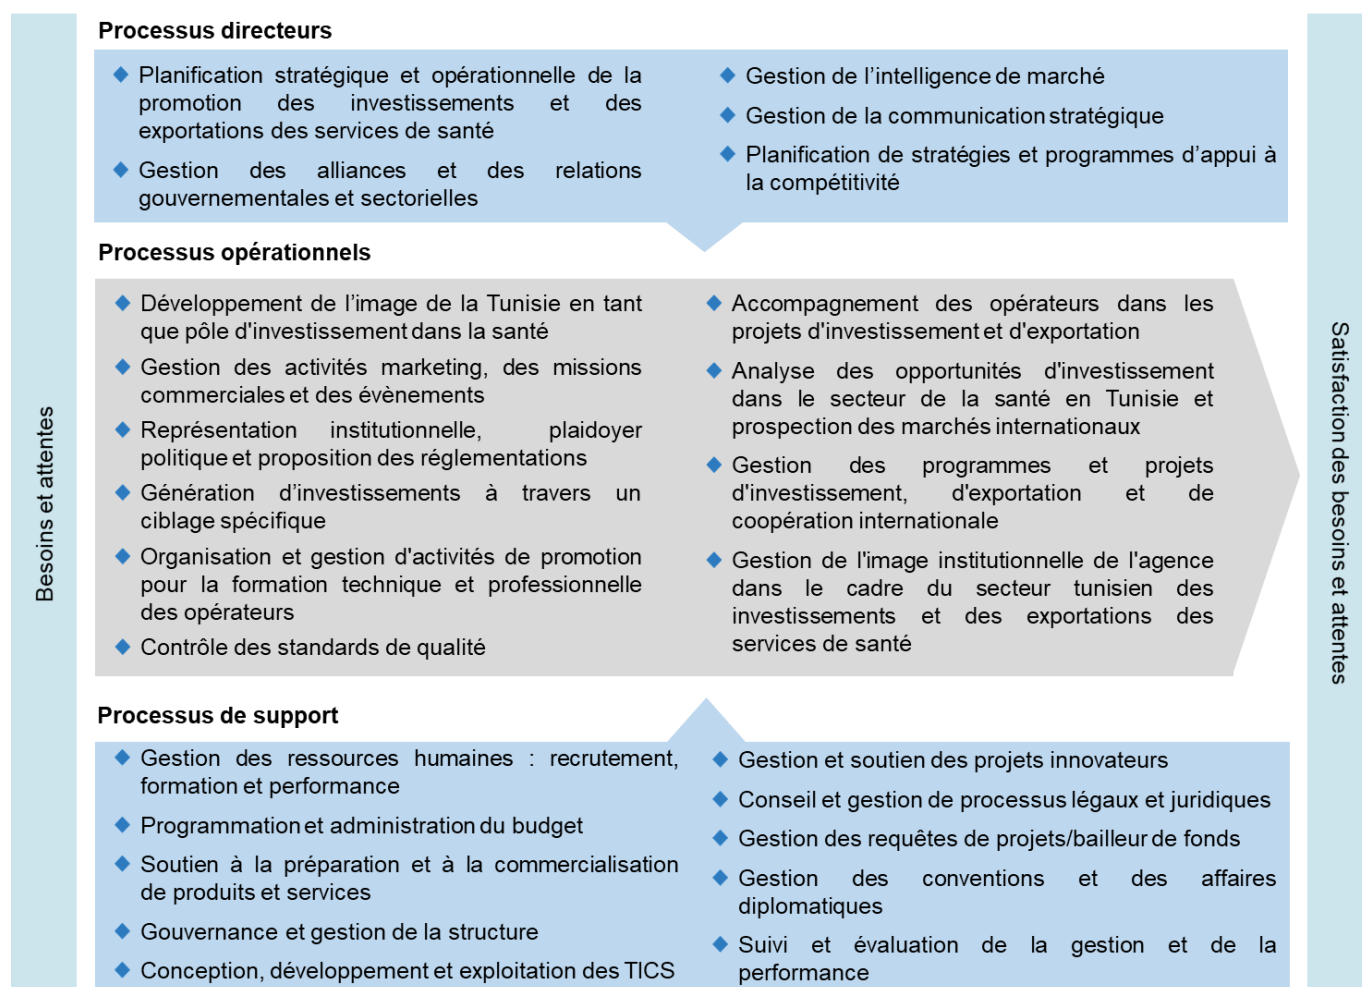 Besoins et attentes
Processus directeurs
Planification stratégique et opérationnelle de la
promotion des investissements et des
exportations des services de santé
Gestion des alliances et des relations
gouvernementales et sectorielles
Gestion de l’intelligence de marché
Gestion de la communication stratégique
Planification de stratégies et programmes d’appui à
la compétitivité
Processus opérationnels
Développement de l’image de la Tunisie en tant
que pôle d'investissement dans la santé
Gestion des activités marketing, des missions
commerciales et des évènements
Représentation institutionnelle, plaidoyer
politique et proposition des réglementations
Génération d’investissements à travers un
ciblage spécifique
Organisation et gestion d'activités de promotion
pour la formation technique et professionnelle
des opérateurs
Contrôle des standards de qualité
Accompagnement des opérateurs dans les
projets d'investissement et d'exportation
Analyse des opportunités d'investissement
dans le secteur de la santé en Tunisie et
prospection des marchés internationaux
Gestion des programmes et projets
d'investissement, d'exportation et de
coopération internationale
Gestion de l'image institutionnelle de l'agence
dans le cadre du secteur tunisien des
investissements et des exportations des
services de santé
Processus de support
Gestion des ressources humaines : recrutement,
formation et performance
Programmation et administration du budget
Soutien à la préparation et à la commercialisation
de produits et services
Gouvernance et gestion de la structure
Conception, développement et exploitation des TICS
Gestion et soutien des projets innovateurs
Conseil et gestion de processus légaux et juridiques
Gestion des requêtes de projets/bailleur de fonds
Gestion des conventions et des affaires
diplomatiques
Suivi et évaluation de la gestion et de la
performance
Satisfaction des besoins et attentes